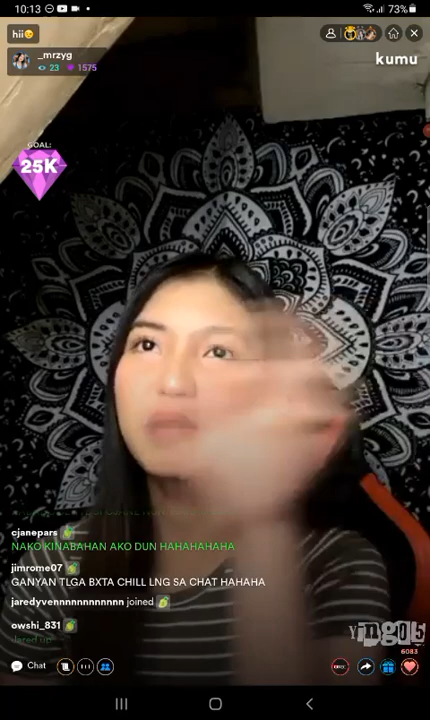 10:13
73%
hii
_mrzyg
23
1575
kumu
GOAL:
25K
cjanepars
NAKO KINABAHAN AKO DUN HAHAHAHAHA
jimrome07
GANYAN TLGA BXTA CHILL LNG SA CHAT HAHAHA
jaredyvennnnnnnnnnnn joined
owshi_831
Chat
6083